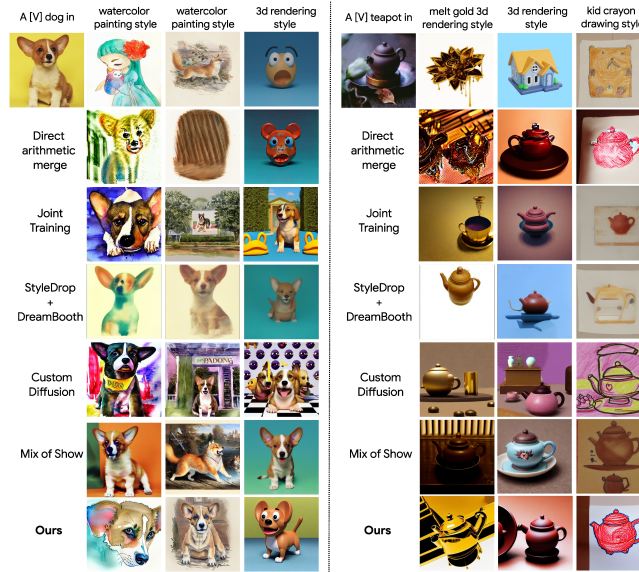 A [V] dog in
watercolor
painting style
watercolor
painting style
3d rendering
style
A [V] teapot in
melt gold 3d
rendering style
3d rendering
style
kid crayon
drawing style
Direct
arithmetic
merge
Direct
arithmetic
merge
Joint
Training
Joint
Training
StyleDrop
+
DreamBooth
StyleDrop
+
DreamBooth
Custom
Diffusion
Custom
Diffusion
Mix of Show
Mix of Show
Ours
Ours